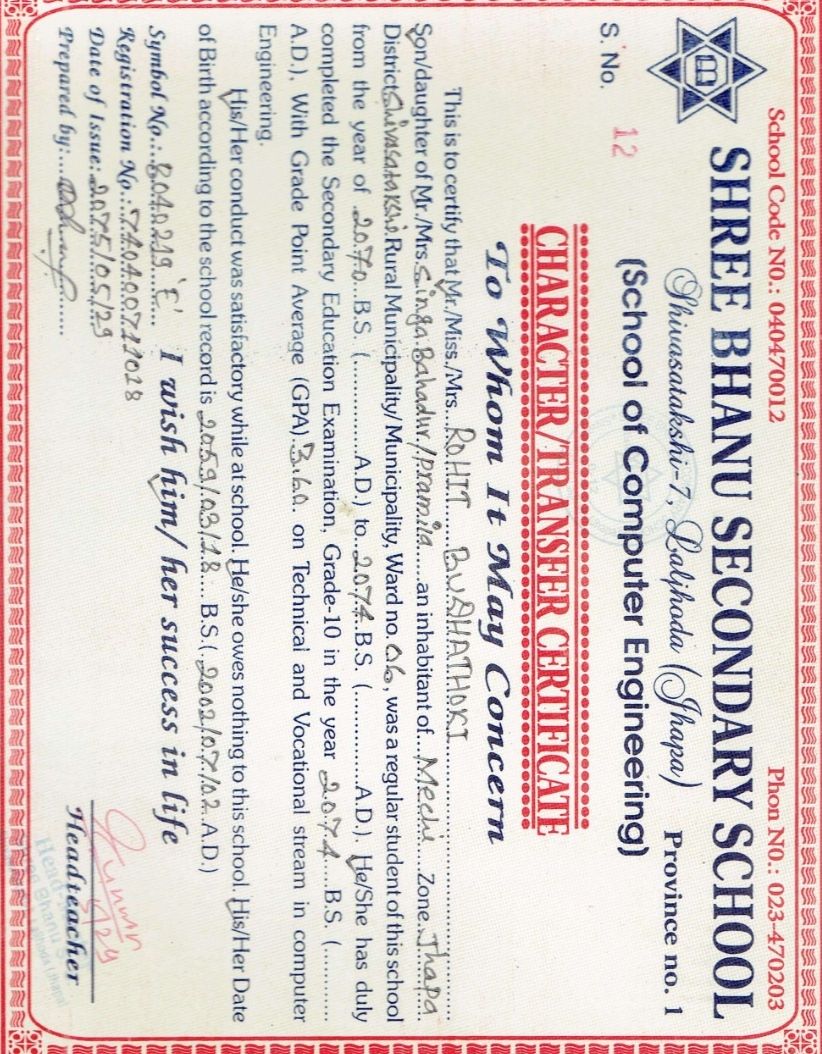 School Code N0.: 040470012 Phon N0.: 023-470203
SHREE BHANU SECONDARY SCHOOL
Shivasatakshi-7, Laljhoda (Jhapa) Province no. 1
(School of Computer Engineering)
S. No. 12
CHARACTER/TRANSFER CERTIFICATE
To Whom It May Concern
This is to certify that Mr./Miss./Mrs...ROHIT BUDHATHOKI
Son/daughter of Mr./Mrs.Singa Bahadur/Pramila......an inhabitant of...Mechi...Zone.Jhapa
District Shivasatakshi Rural Municipality/ Municipality, Ward no. 06, was a regular student of this school
from the year of .2070..B.S. (..............A.D.) to..2074.B.S. (..............A.D.). He/She has duly
completed the Secondary Education Examination, Grade-10 in the year 2074....B.S. (...........
A.D.). With Grade Point Average (GPA).3.60. on Technical and Vocational stream in computer
Engineering.
His/Her conduct was satisfactory while at school. He/she owes nothing to this school. His/Her Date
of Birth according to the school record is 2059/03/18.... B.S.( 2002/07/02. A.D.)
I wish him/ her success in life
Symbol No.:.8040219 'E'
Registration No.:.7404007
Date of Issue:.2075/05/29
Prepared by:
Headteacher